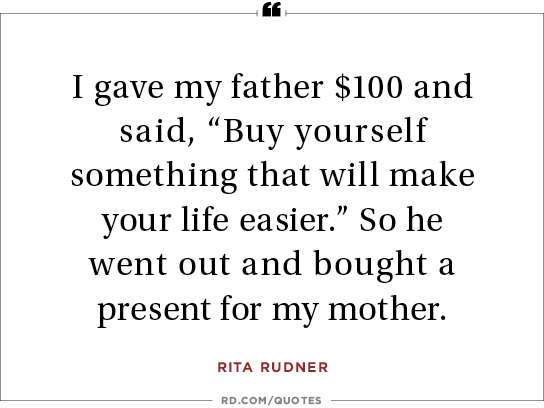 ❝
I gave my father $100 and
said, “Buy yourself
something that will make
your life easier.” So he
went out and bought a
present for my mother.
RITA RUDNER
RD.COM/QUOTES